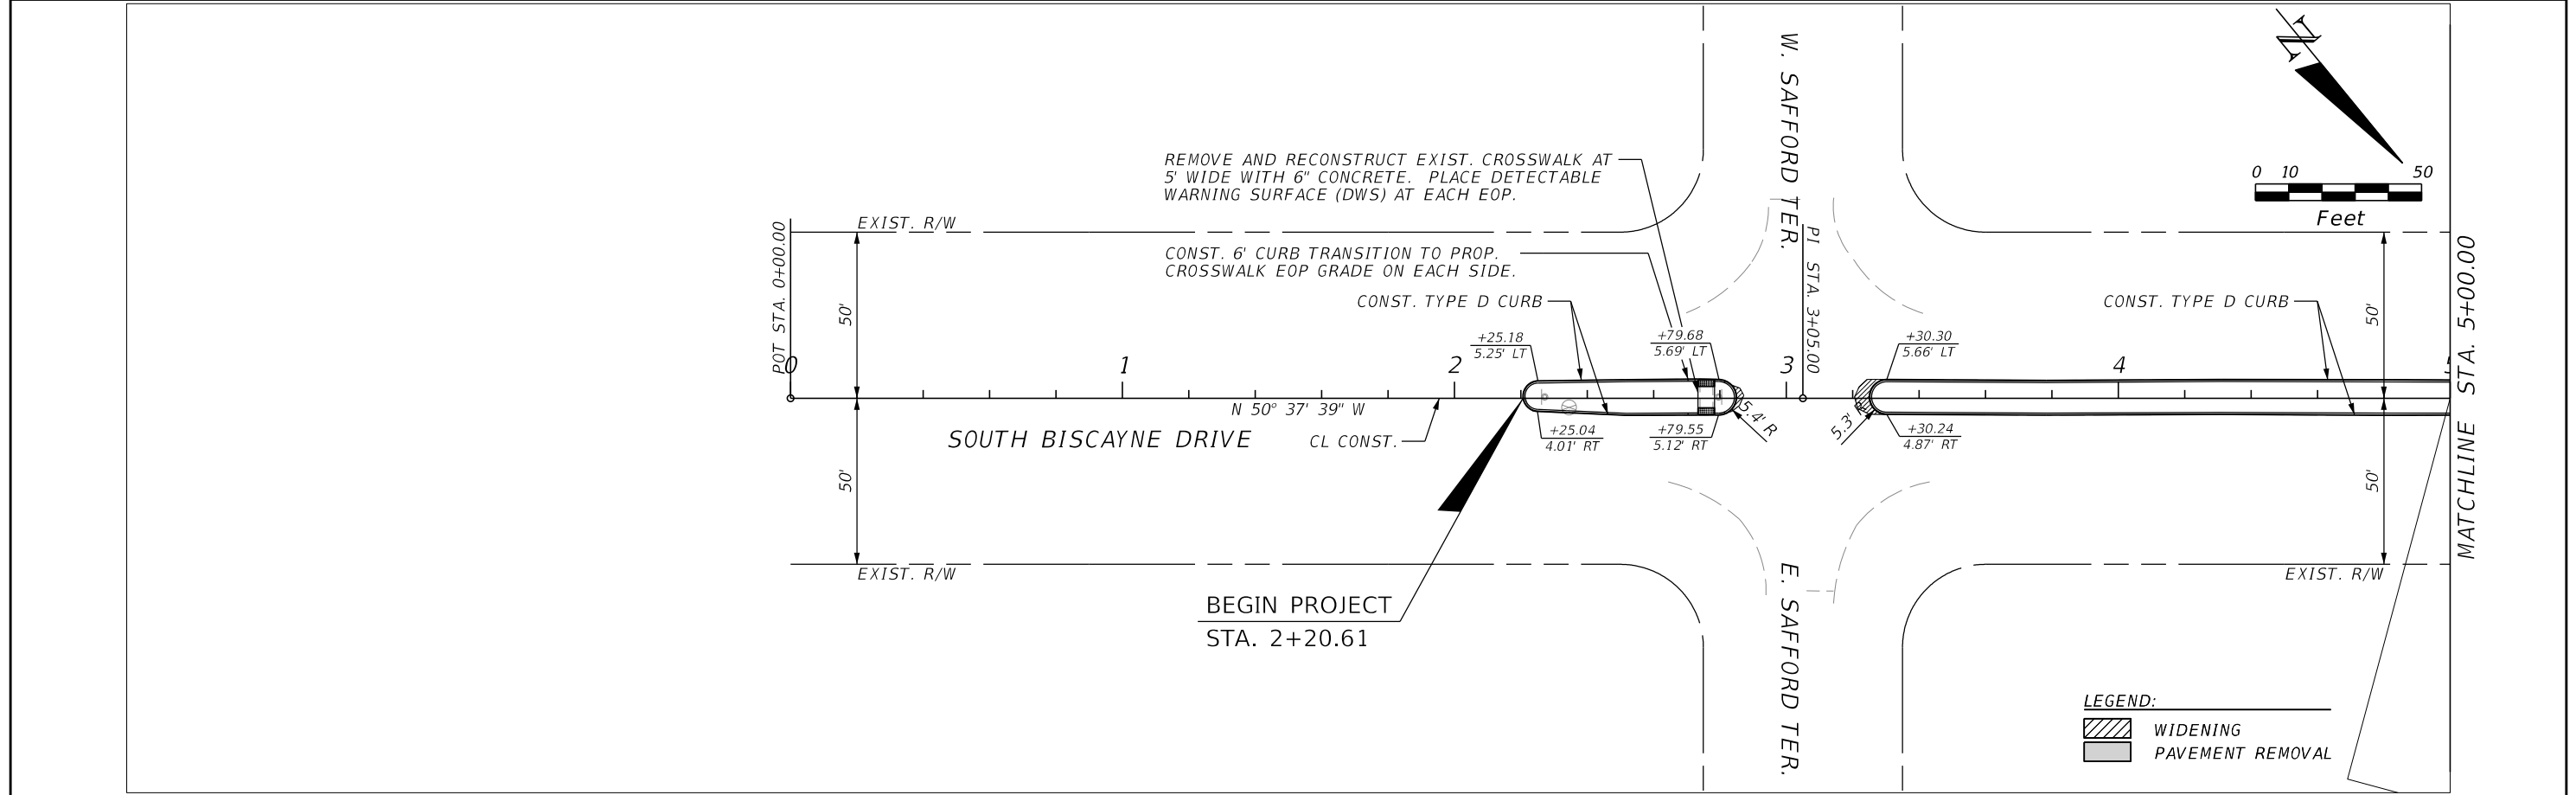 N
0 10 50
Feet
W. SAFFORD TER.
REMOVE AND RECONSTRUCT EXIST. CROSSWALK AT
5' WIDE WITH 6" CONCRETE. PLACE DETECTABLE
WARNING SURFACE (DWS) AT EACH EOP.
EXIST. R/W
POT STA. 0+00.00
CONST. 6' CURB TRANSITION TO PROP.
CROSSWALK EOP GRADE ON EACH SIDE.
PI STA. 3+05.00
CONST. TYPE D CURB
CONST. TYPE D CURB
50'
50'
MATCHLINE STA. 5+00.00
+25.18
5.25' LT
+79.68
5.69' LT
+30.30
5.66' LT
0 1 2 3 4 5
N 50° 37' 39" W
SOUTH BISCAYNE DRIVE
CL CONST.
+25.04
4.01' RT
+79.55
5.12' RT
5.4' R
5.3' R
+30.24
4.87' RT
50'
50'
EXIST. R/W
EXIST. R/W
BEGIN PROJECT
STA. 2+20.61
E. SAFFORD TER.
LEGEND:
WIDENING
PAVEMENT REMOVAL